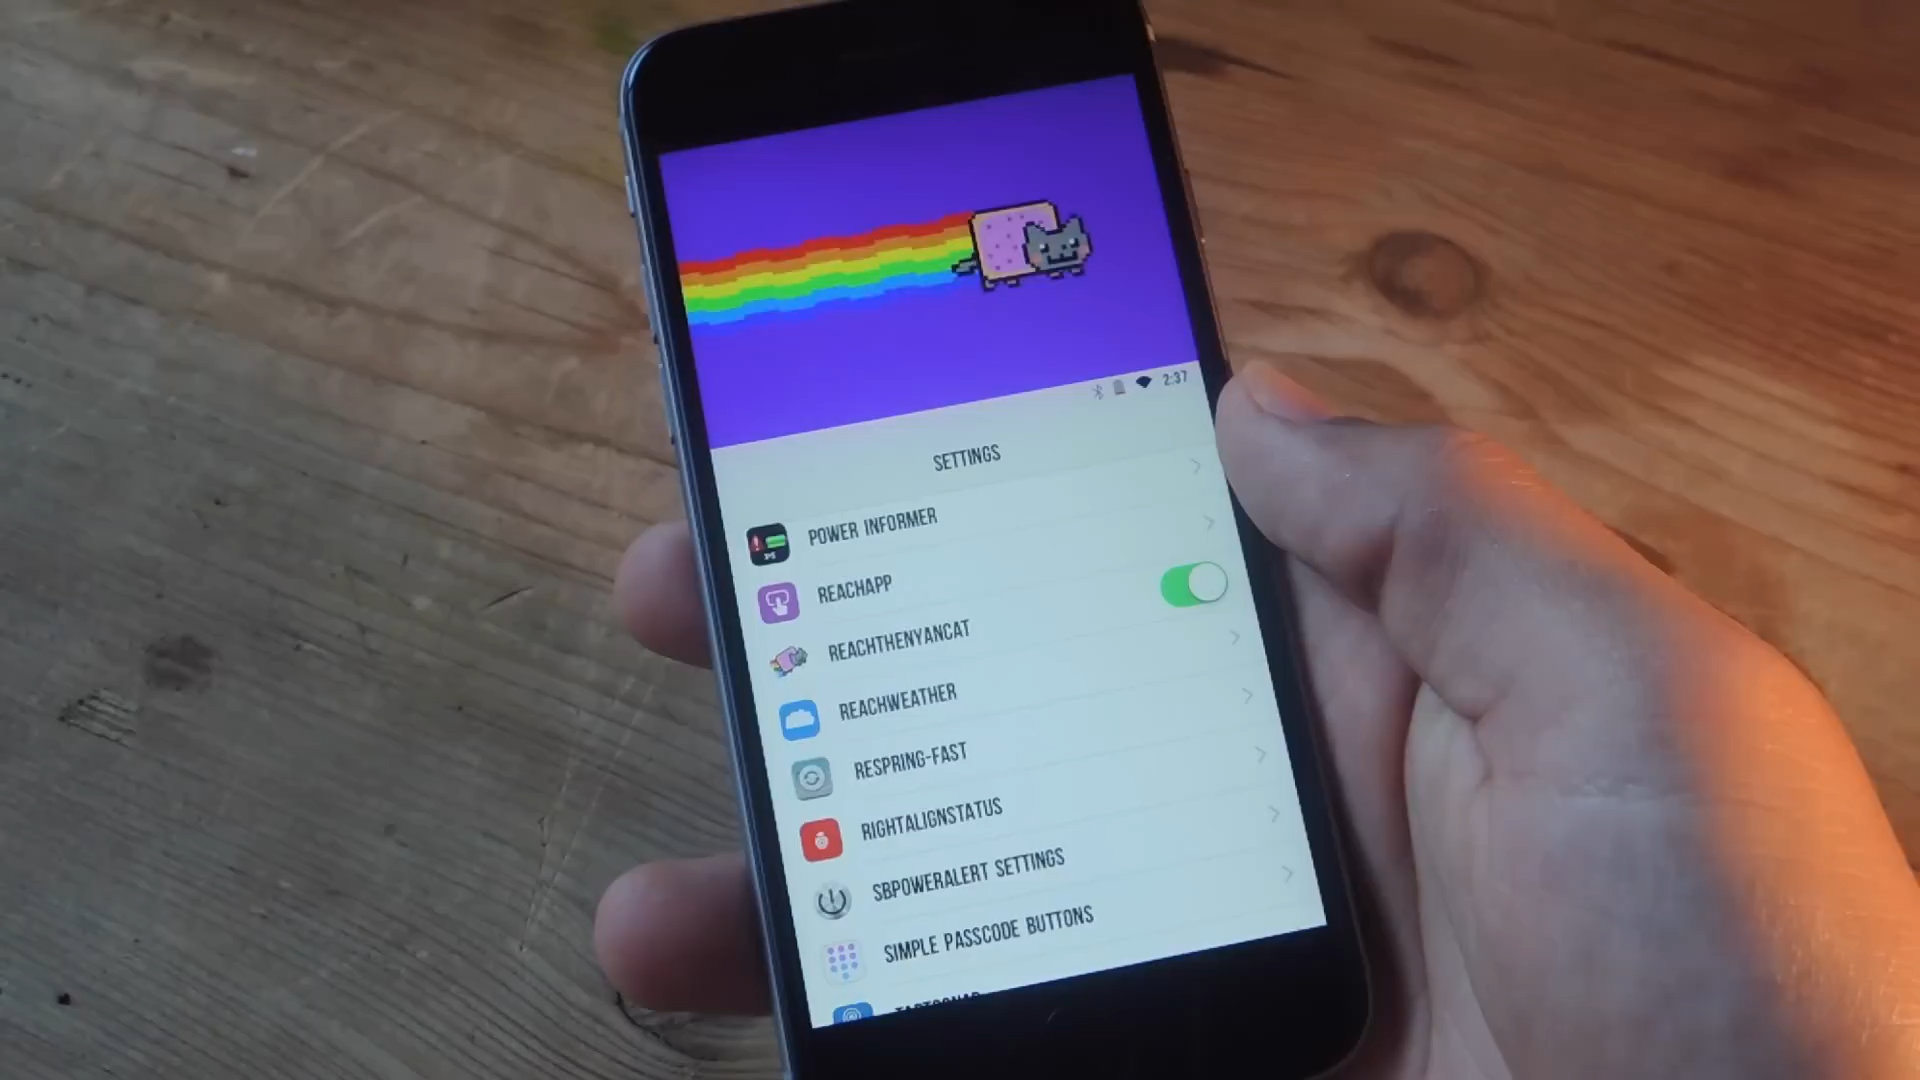 2:37
SETTINGS
POWER INFORMER
REACHAPP
REACHTHENYANCAT
REACHWEATHER
RESPRING-FAST
RIGHTALIGNSTATUS
SBPOWERALERT SETTINGS
SIMPLE PASSCODE BUTTONS